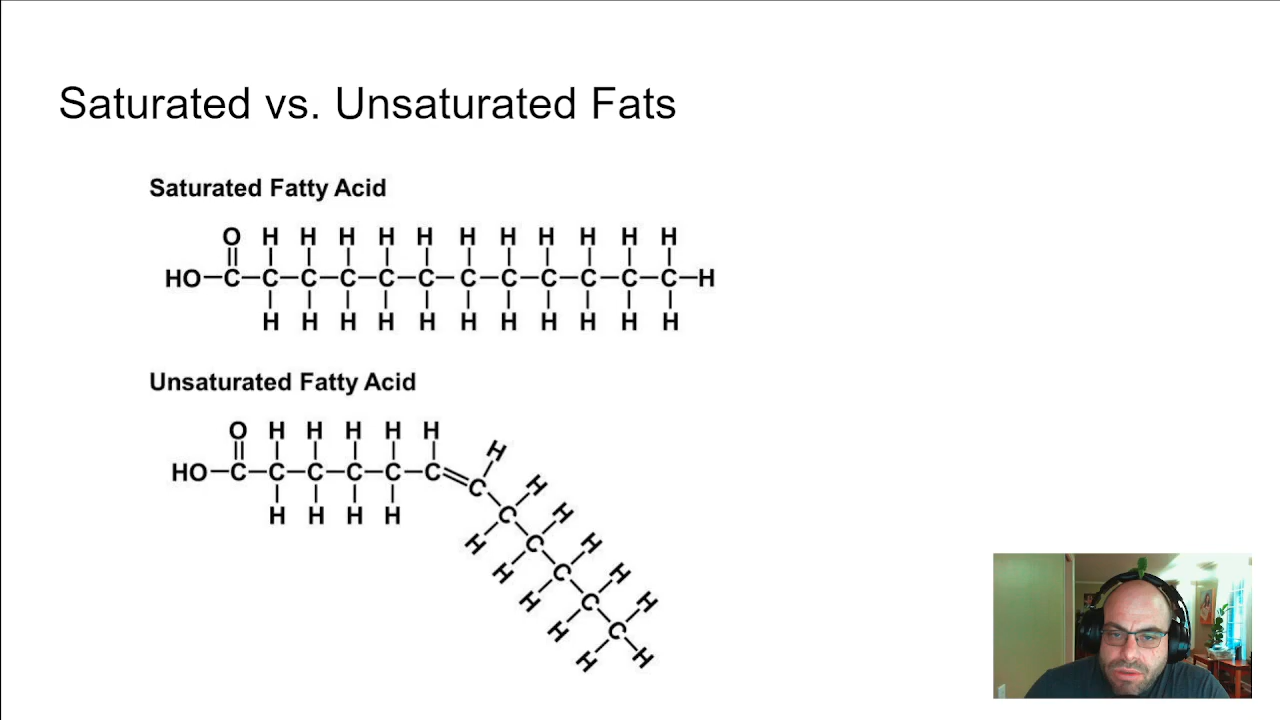 Saturated vs. Unsaturated Fats
Saturated Fatty Acid
O H H H H H H H H H H H
HO C C C C C C C C C C C C H
H H H H H H H H H H H
Unsaturated Fatty Acid
O H H H H H
HO C C C C C C
H H H H
H
C
H
C
H
H
C
H
H
C
H
H
C
H
H
C
H
H